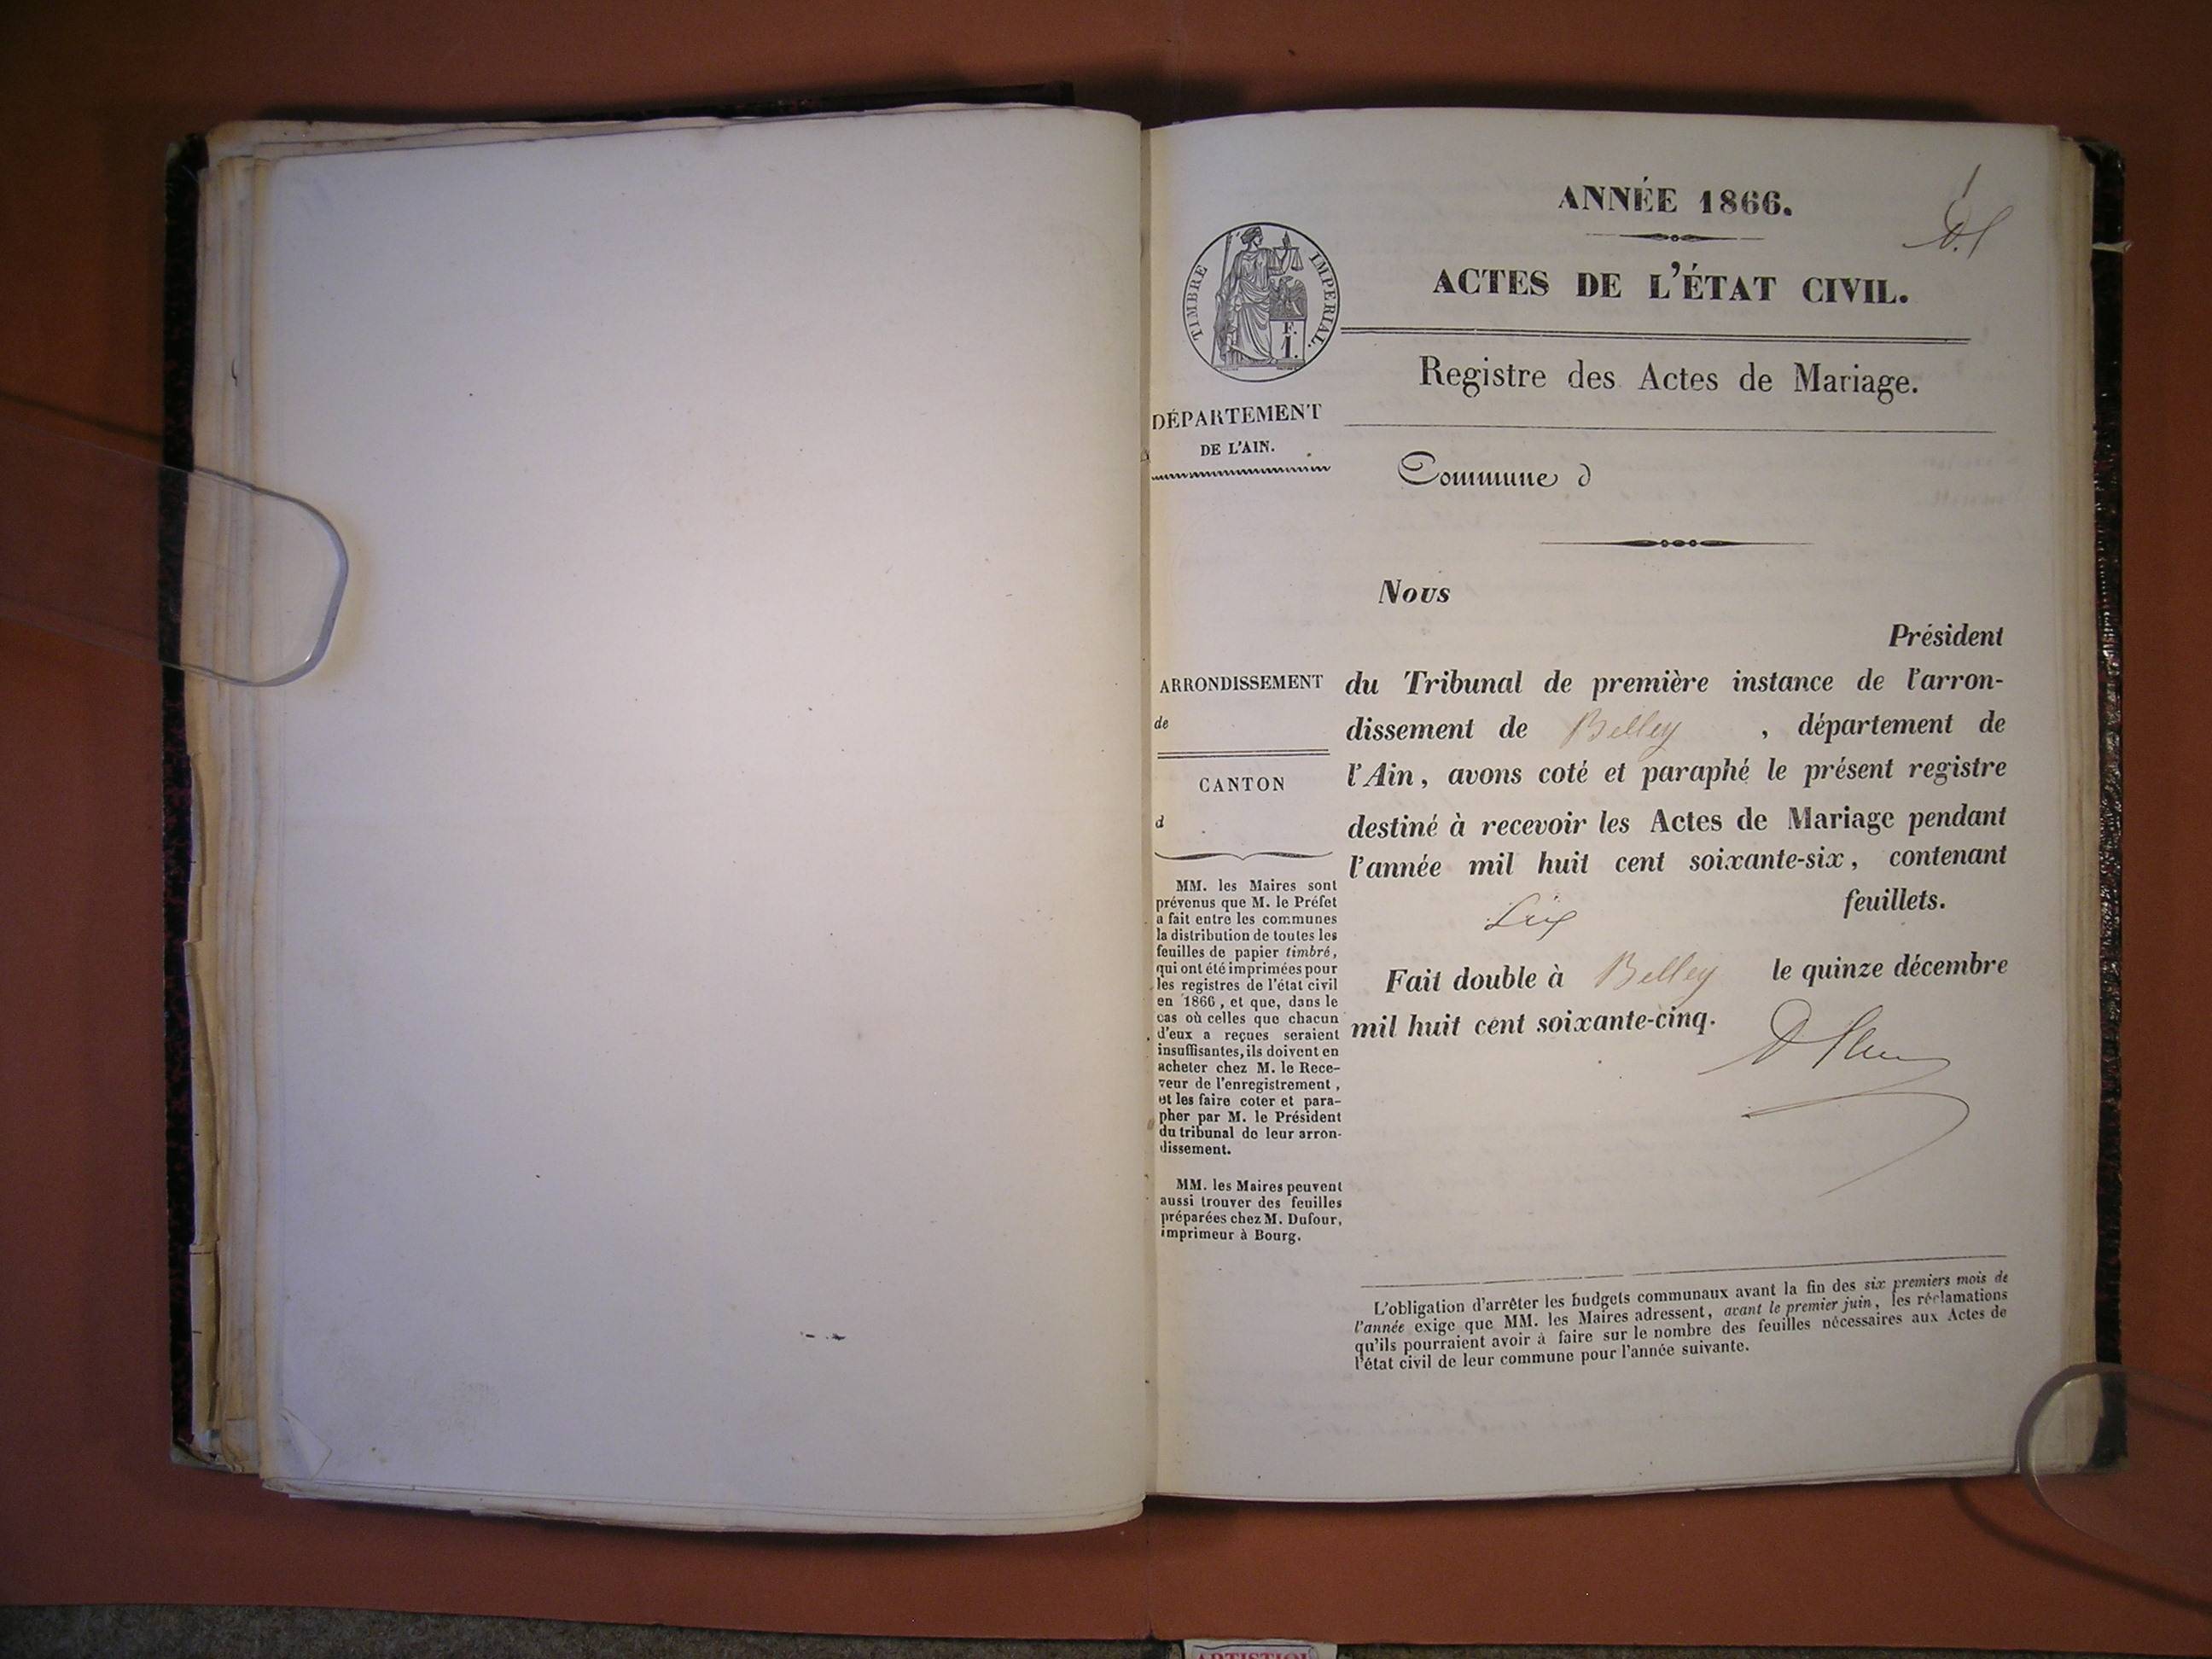 ANNÉE 1866.
1
ACTES DE L'ÉTAT CIVIL.
TIMBRE IMPERIAL.
F.
1.
Registre des Actes de Mariage.
DÉPARTEMENT
DE L'AIN.
Commune d
Nous
Président
du Tribunal de première instance de l'arron-
dissement de Belley , département de
l'Ain, avons coté et paraphé le présent registre
destiné à recevoir les Actes de Mariage pendant
l'année mil huit cent soixante-six, contenant
Six feuillets.
Fait double à Belley le quinze décembre
mil huit cent soixante-cinq.
ARRONDISSEMENT
de
CANTON
d
MM. les Maires sont
prévenus que M. le Préfet
a fait entre les communes
la distribution de toutes les
feuilles de papier timbré,
qui ont été imprimées pour
les registres de l'état civil
en 1866, et que, dans le
cas où celles que chacun
d'eux a reçues seraient
insuffisantes, ils doivent en
acheter chez M. le Rece-
veur de l'enregistrement,
et les faire coter et para-
pher par M. le Président
du tribunal de leur arron-
dissement.
MM. les Maires peuvent
aussi trouver des feuilles
préparées chez M. Dufour,
imprimeur à Bourg.
L'obligation d'arrêter les budgets communaux avant la fin des six premiers mois de
l'année exige que MM. les Maires adressent, avant le premier juin, les réclamations
qu'ils pourraient avoir à faire sur le nombre des feuilles nécessaires aux Actes de
l'état civil de leur commune pour l'année suivante.